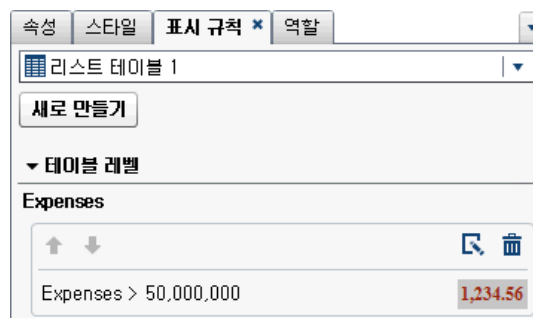 속성 스타일 표시 규칙 역할
리스트 테이블 1
새로 만들기
테이블 레벨
Expenses
Expenses > 50,000,000 1,234.56